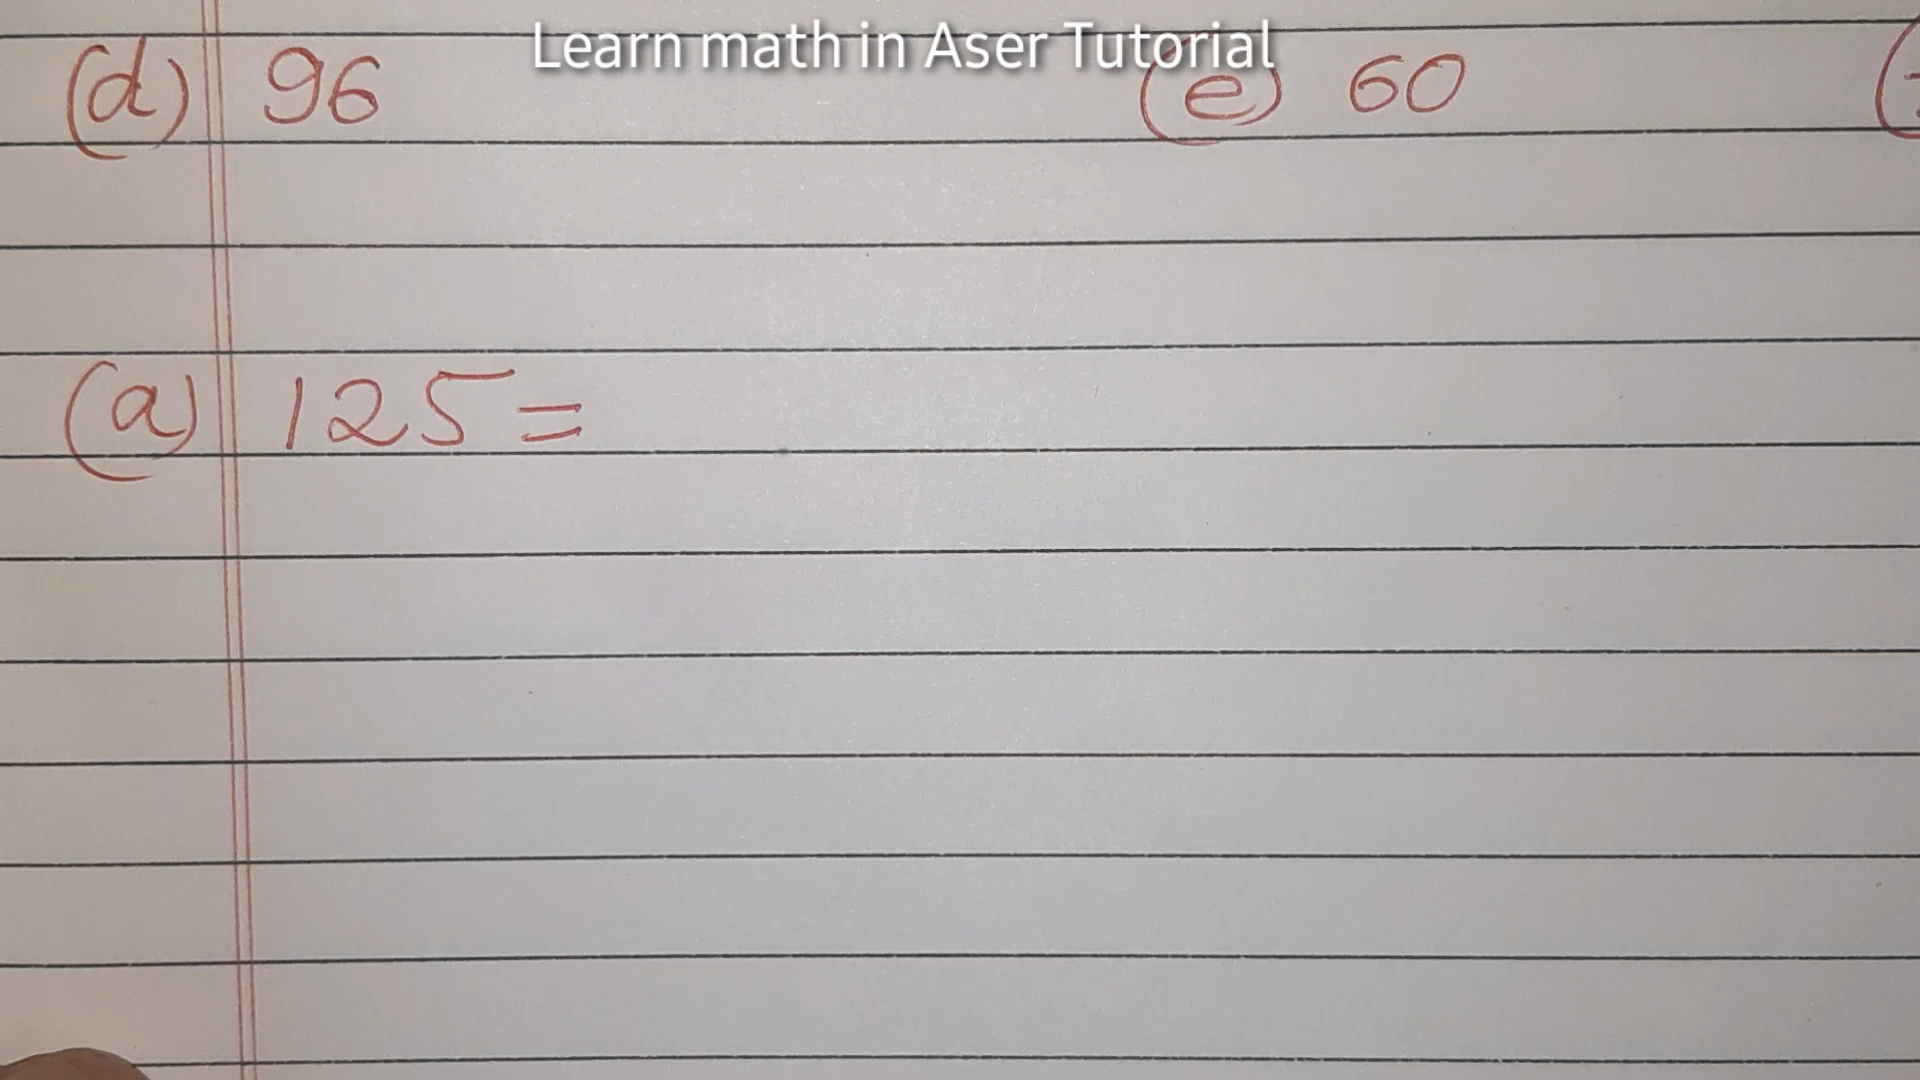 Learn math in Aser Tutorial
(d) 96 (e) 60
(a) 125 =